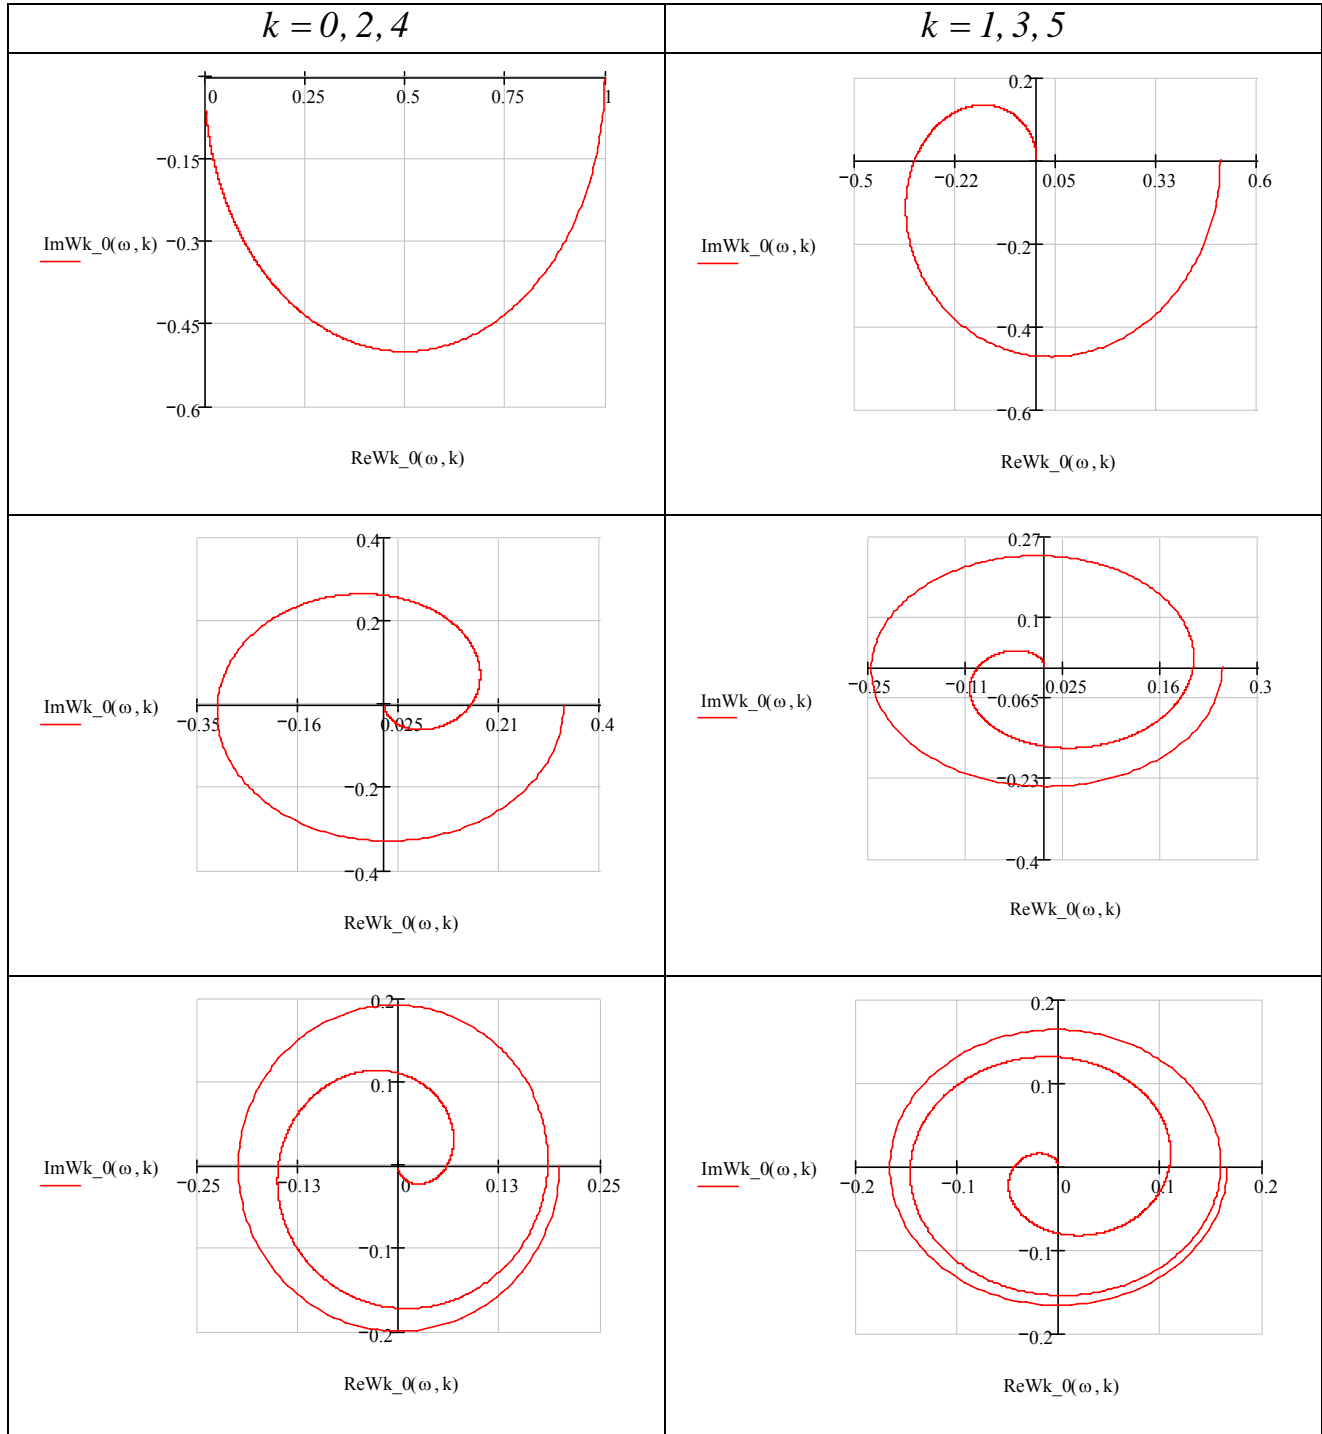 k = 0, 2, 4
k = 1, 3, 5
0 0.25 0.5 0.75 1
−0.15
ImWk_0(ω, k) −0.3
−0.45
−0.6
ReWk_0(ω, k)
0.2
−0.5 −0.22 0.05 0.33 0.6
ImWk_0(ω, k) −0.2
−0.4
−0.6
ReWk_0(ω, k)
0.4
0.2
ImWk_0(ω, k)
−0.35 −0.16 0.025 0.21 0.4
−0.2
−0.4
ReWk_0(ω, k)
0.27
0.1
−0.25 −0.11 0.025 0.16 0.3
ImWk_0(ω, k) −0.065
−0.23
−0.4
ReWk_0(ω, k)
0.2
0.1
ImWk_0(ω, k)
−0.25 −0.13 0 0.13 0.25
−0.1
−0.2
ReWk_0(ω, k)
0.2
0.1
ImWk_0(ω, k)
−0.2 −0.1 0 0.1 0.2
−0.1
−0.2
ReWk_0(ω, k)